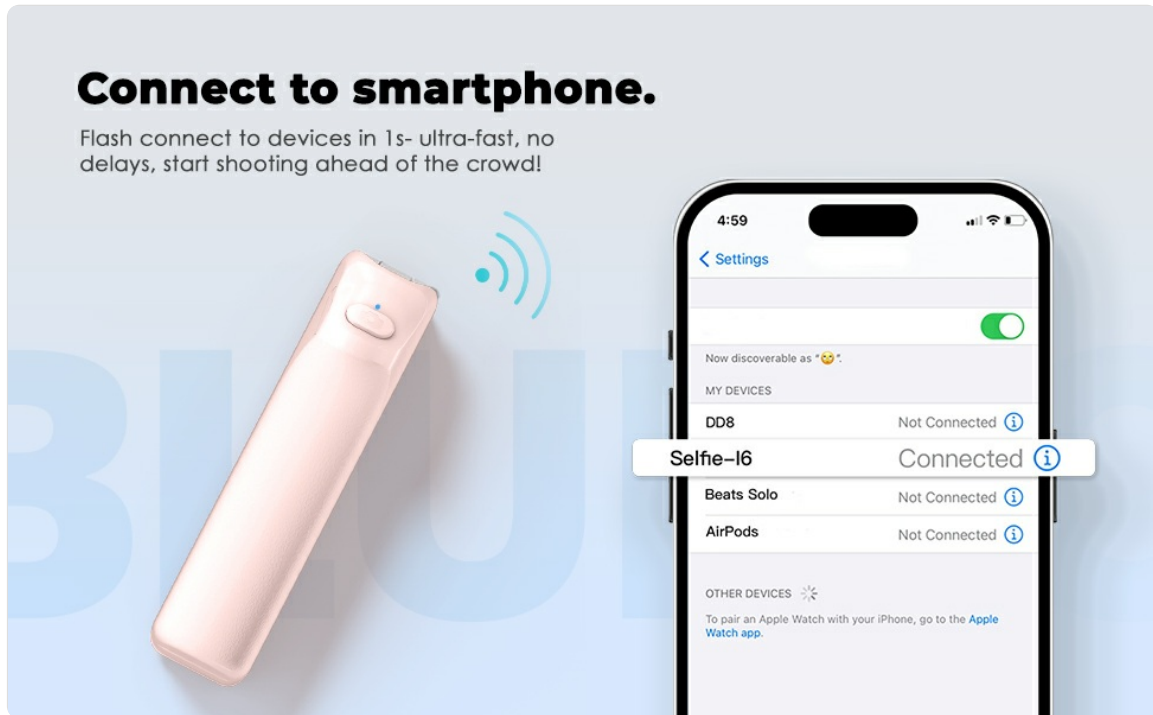 Connect to smartphone.
Flash connect to devices in 1s- ultra-fast, no
delays, start shooting ahead of the crowd!
4:59
Settings
Now discoverable as “🙄”.
MY DEVICES
DD8 Not Connected
Selfie-I6 Connected
Beats Solo Not Connected
AirPods Not Connected
OTHER DEVICES
To pair an Apple Watch with your iPhone, go to the Apple
Watch app.